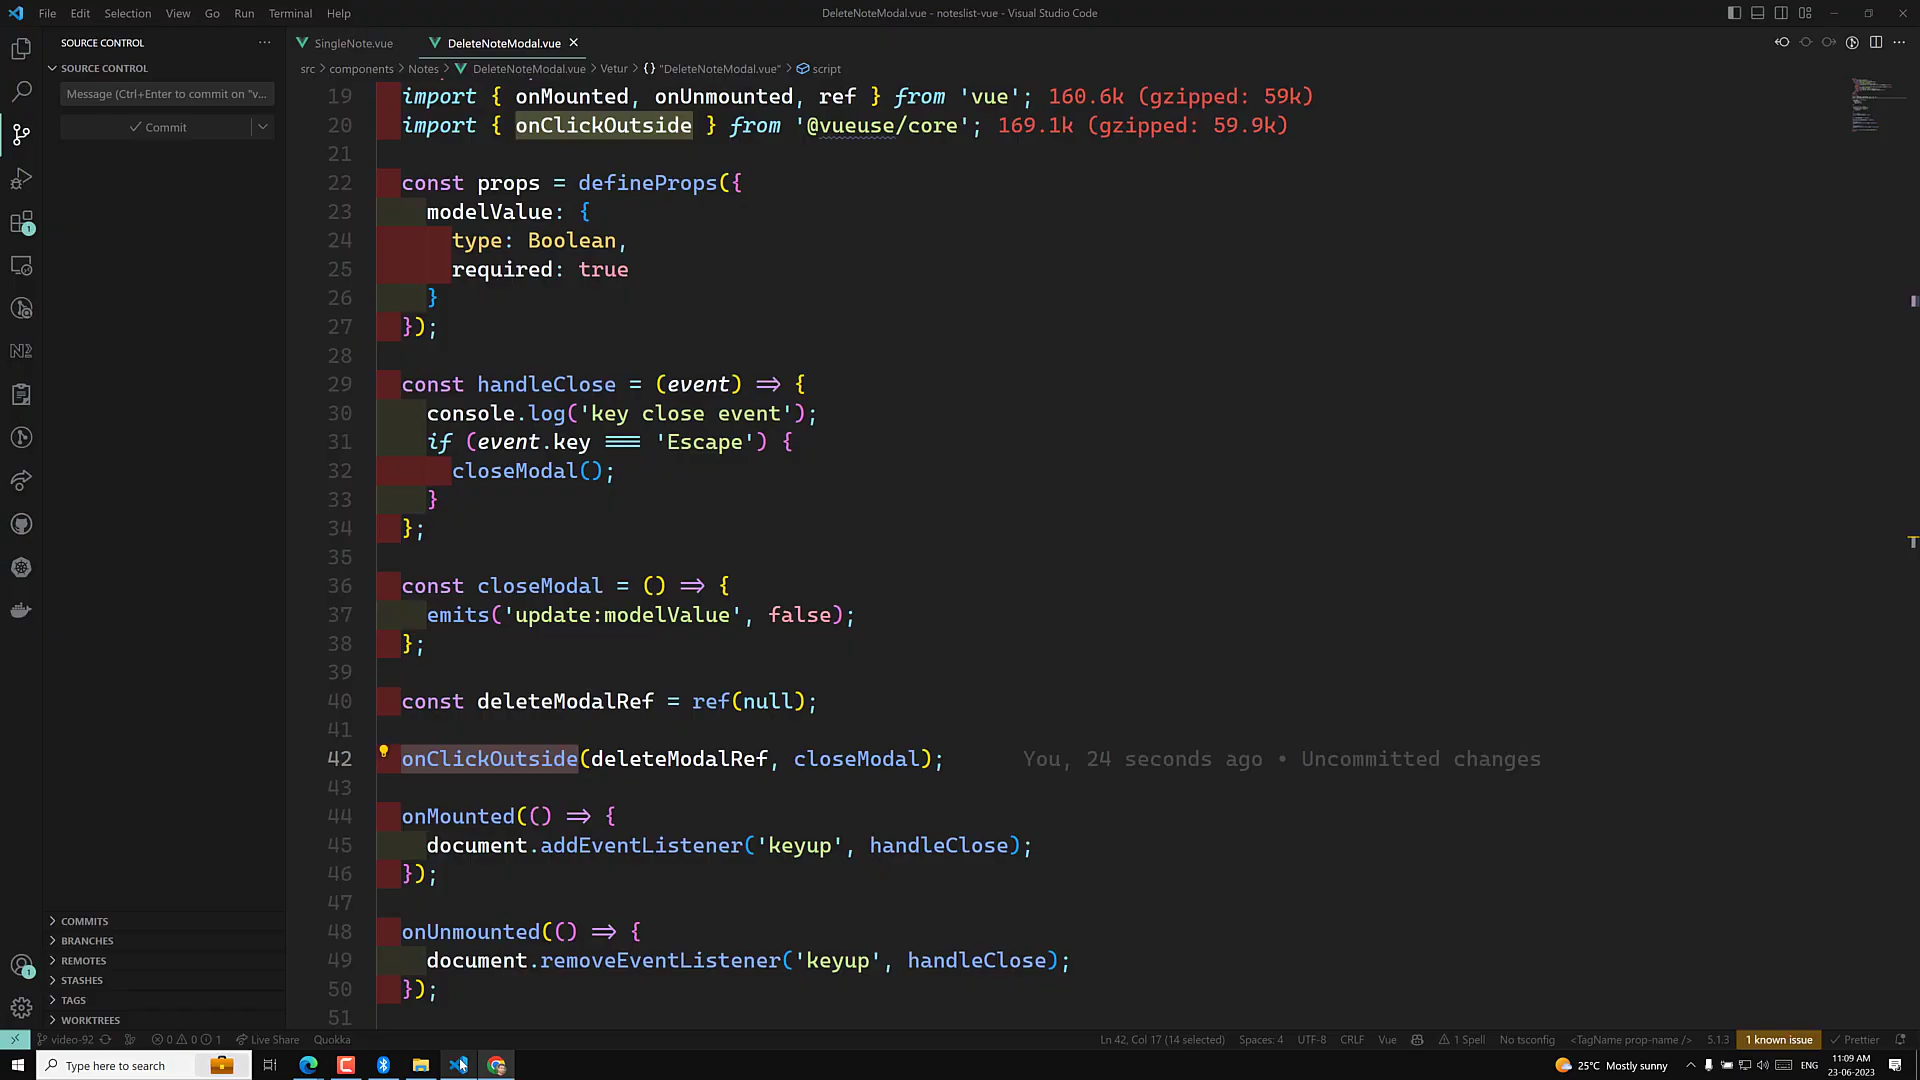 File Edit Selection View Go Run Terminal Help
DeleteNoteModal.vue - noteslist-vue - Visual Studio Code
SOURCE CONTROL
SingleNote.vue
DeleteNoteModal.vue
SOURCE CONTROL
src > components > Notes > DeleteNoteModal.vue > Vetur > {} "DeleteNoteModal.vue" > script
Message (Ctrl+Enter to commit on "v...
Commit
19 import { onMounted, onUnmounted, ref } from 'vue'; 160.6k (gzipped: 59k)
20 import { onClickOutside } from '@vueuse/core'; 169.1k (gzipped: 59.9k)
21
22 const props = defineProps({
23 modelValue: {
24 type: Boolean,
25 required: true
26 }
27 });
28
29 const handleClose = (event) => {
30 console.log('key close event');
31 if (event.key === 'Escape') {
32 closeModal();
33 }
34 };
35
36 const closeModal = () => {
37 emits('update:modelValue', false);
38 };
39
40 const deleteModalRef = ref(null);
41
42 onClickOutside(deleteModalRef, closeModal); You, 24 seconds ago • Uncommitted changes
43
44 onMounted(() => {
45 document.addEventListener('keyup', handleClose);
46 });
47
48 onUnmounted(() => {
49 document.removeEventListener('keyup', handleClose);
50 });
51
COMMITS
BRANCHES
REMOTES
STASHES
TAGS
WORKTREES
video-92 0 0 1 Live Share Quokka
Ln 42, Col 17 (14 selected) Spaces: 4 UTF-8 CRLF Vue 1 Spell No tsconfig <TagName prop-name /> 5.1.3 1 known issue Prettier
Type here to search
25°C Mostly sunny
ENG
11:09 AM
23-06-2023